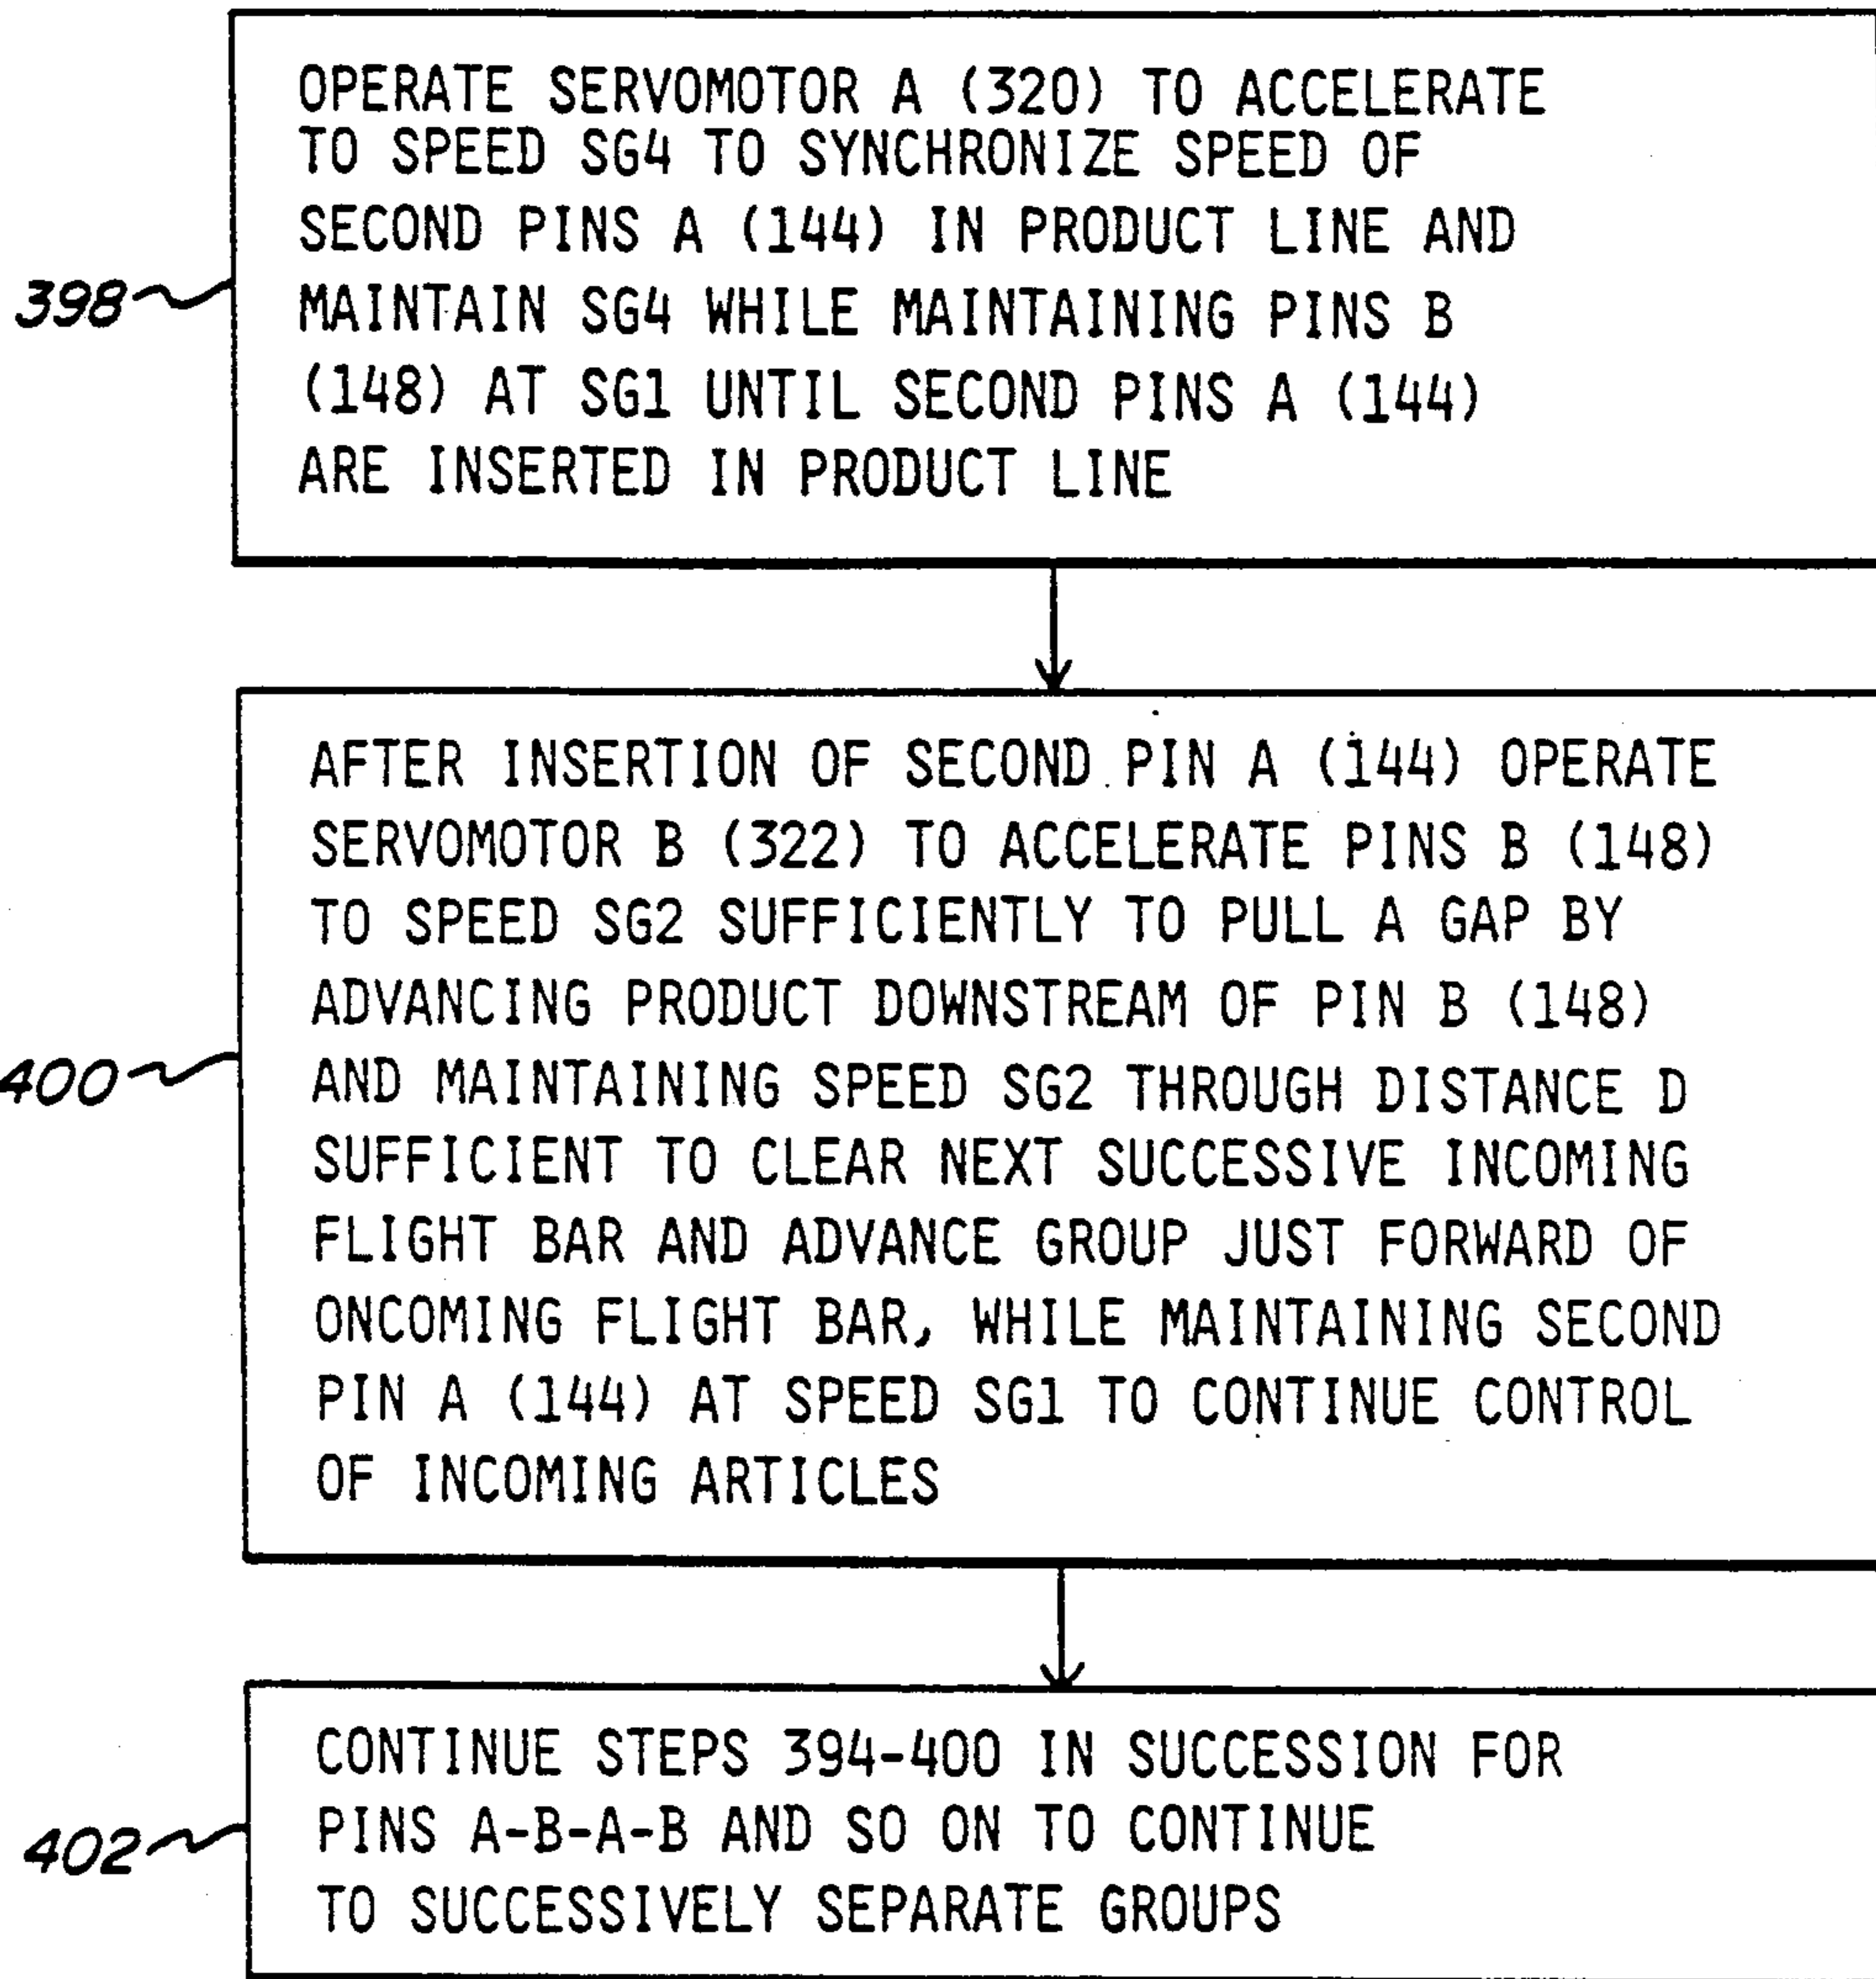 OPERATE SERVOMOTOR A (320) TO ACCELERATE
TO SPEED SG4 TO SYNCHRONIZE SPEED OF
SECOND PINS A (144) IN PRODUCT LINE AND
MAINTAIN SG4 WHILE MAINTAINING PINS B
(148) AT SG1 UNTIL SECOND PINS A (144)
ARE INSERTED IN PRODUCT LINE
398
AFTER INSERTION OF SECOND PIN A (144) OPERATE
SERVOMOTOR B (322) TO ACCELERATE PINS B (148)
TO SPEED SG2 SUFFICIENTLY TO PULL A GAP BY
ADVANCING PRODUCT DOWNSTREAM OF PIN B (148)
AND MAINTAINING SPEED SG2 THROUGH DISTANCE D
SUFFICIENT TO CLEAR NEXT SUCCESSIVE INCOMING
FLIGHT BAR AND ADVANCE GROUP JUST FORWARD OF
ONCOMING FLIGHT BAR, WHILE MAINTAINING SECOND
PIN A (144) AT SPEED SG1 TO CONTINUE CONTROL
OF INCOMING ARTICLES
400
CONTINUE STEPS 394-400 IN SUCCESSION FOR
PINS A-B-A-B AND SO ON TO CONTINUE
TO SUCCESSIVELY SEPARATE GROUPS
402